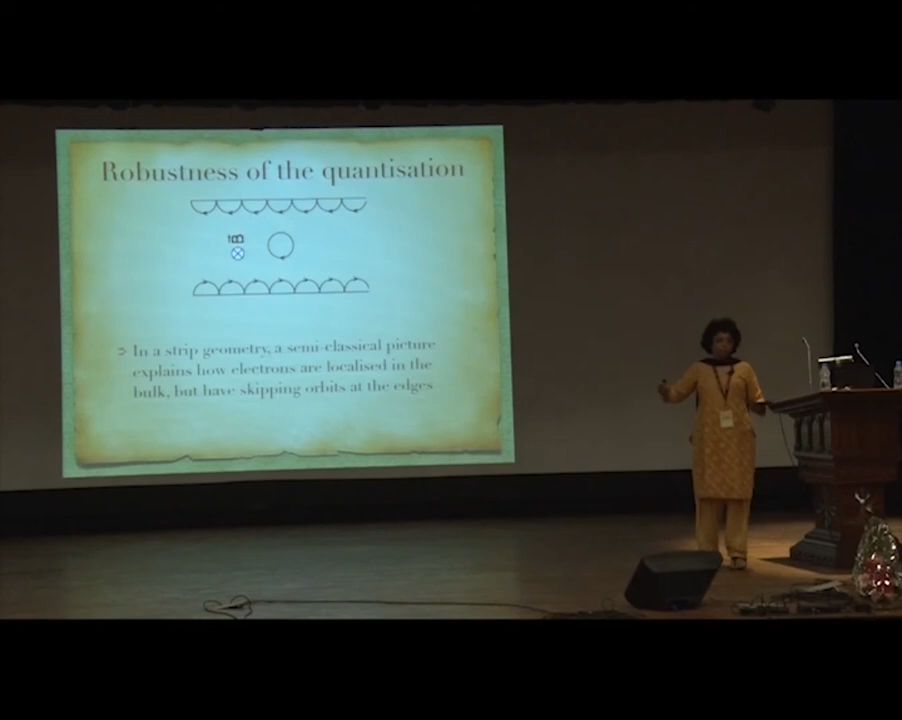 Robustness of the quantisation
B
In a strip geometry, a semi-classical picture
explains how electrons are localised in the
bulk, but have skipping orbits at the edges